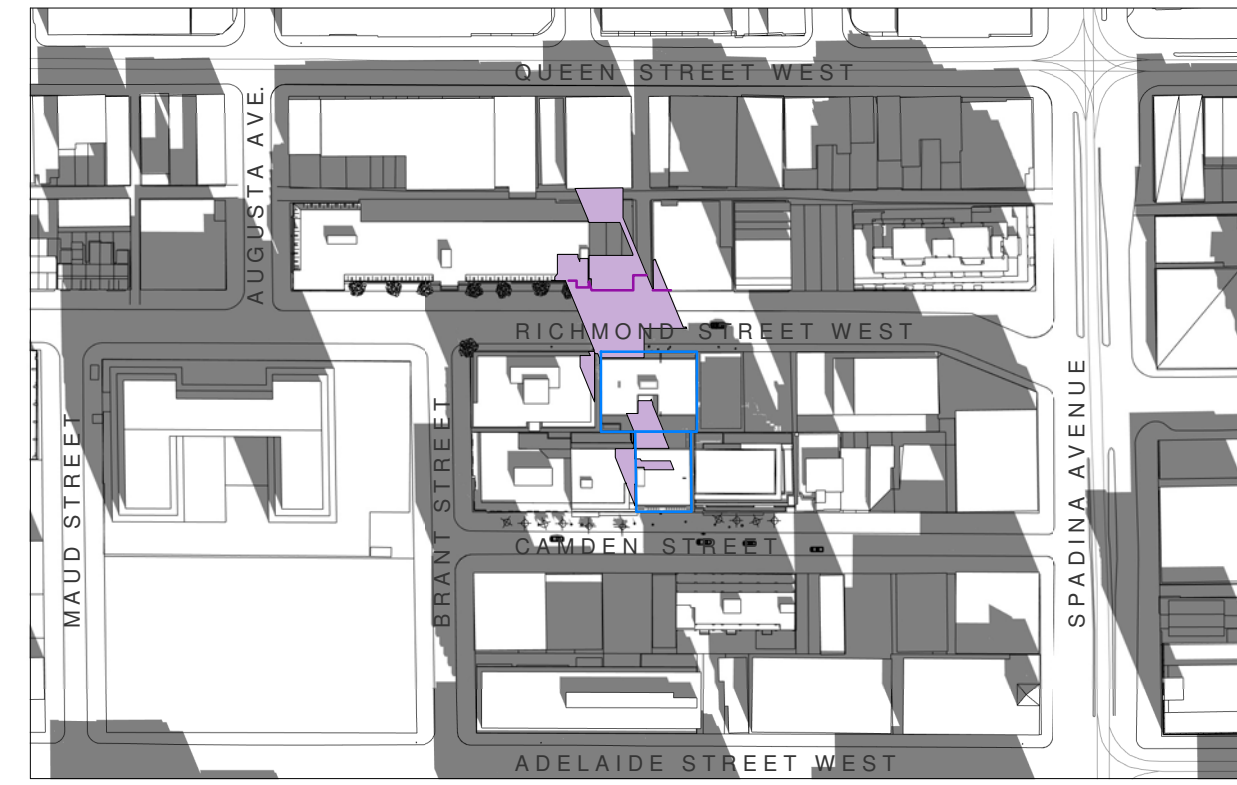 QUEEN STREET WEST
AUGUSTA AVE.
RICHMOND STREET WEST
MAUD STREET
BRANT STREET
SPADINA AVENUE
CAMDEN STREET
ADELAIDE STREET WEST